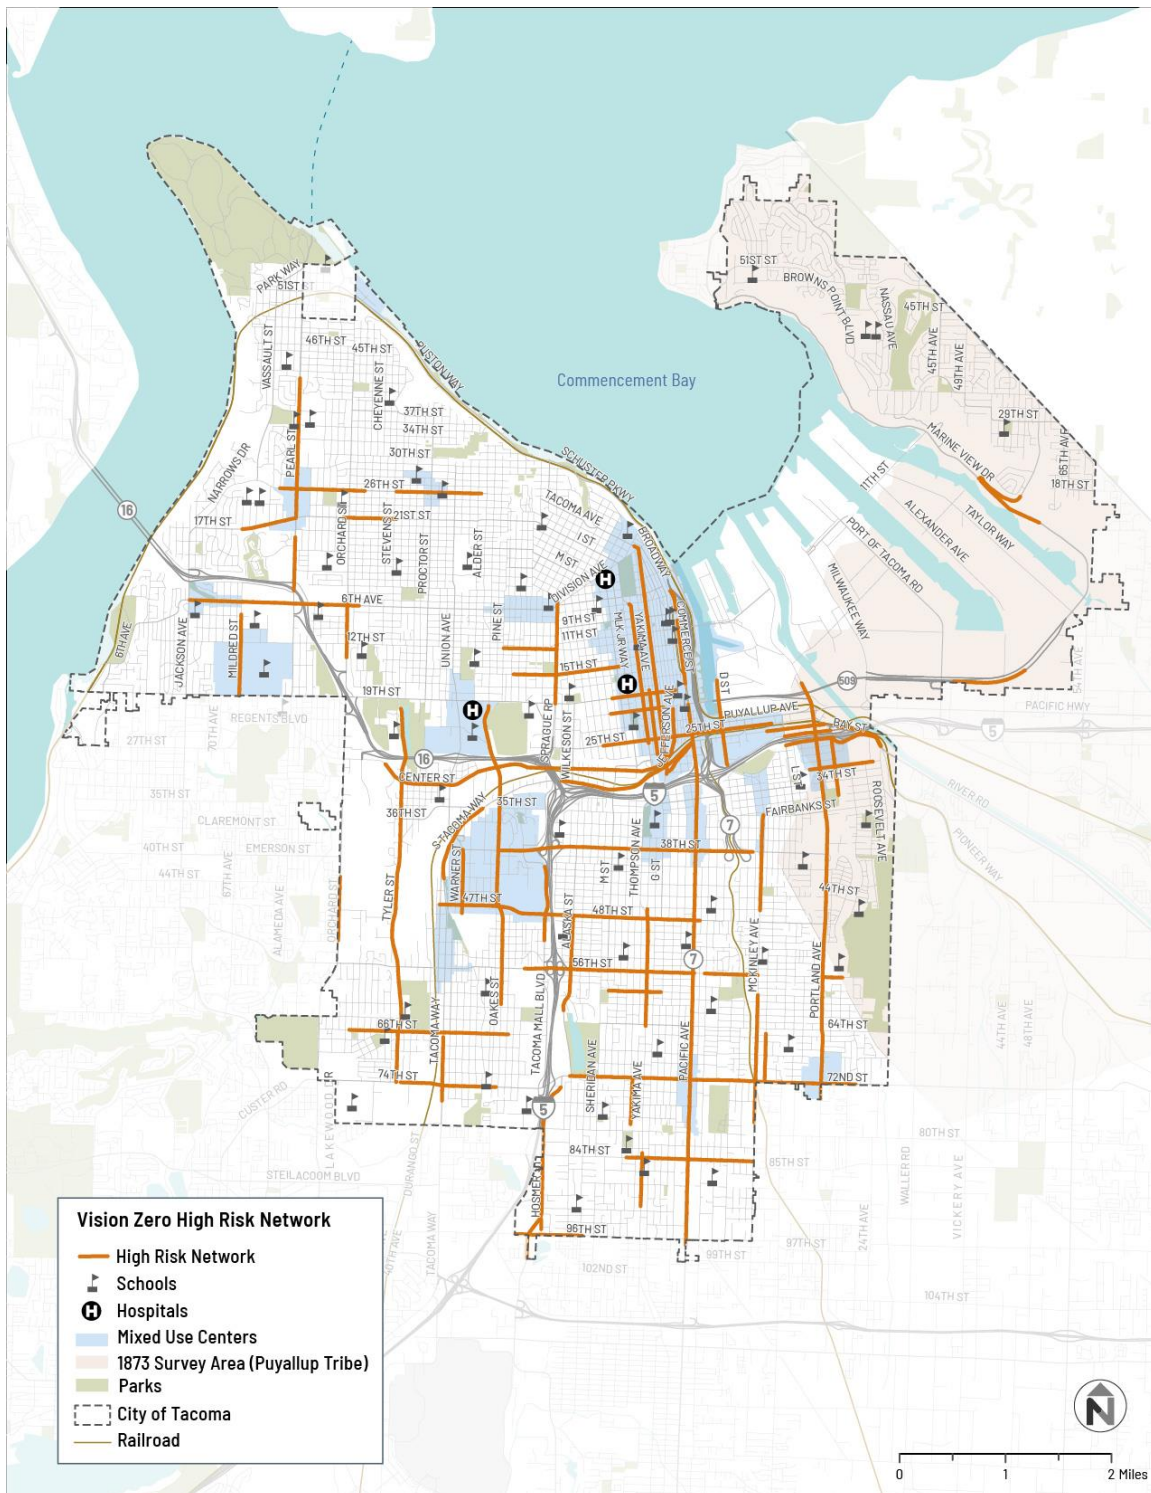 51ST ST
PARK WAY
51ST ST
BROWNS POINT BLVD
NASSAU AVE
45TH ST
45TH AVE
49TH AVE
VASSAULT ST
46TH ST
45TH ST
RUSTON WAY
CHEYENNE ST
Commencement Bay
37TH ST
34TH ST
29TH ST
PEARL ST
30TH ST
MARINE VIEW DR
65TH AVE
NARROWS DR
SCHUSTER PKWY
26TH ST
11TH ST
18TH ST
16
TACOMA AVE
ALEXANDER AVE
TAYLOR WAY
17TH ST
ORCHARD ST
21ST ST
STEVENS ST
I ST
BROADWAY
PORT OF TACOMA RD
PROCTOR ST
ALDER ST
M ST
DIVISION AVE
H
MILWAUKEE WAY
6TH AVE
PINE ST
9TH ST
COMMERCE ST
6TH AVE
JACKSON AVE
MILDRED ST
12TH ST
UNION AVE
11TH ST
MLK JR WAY
YAKIMA AVE
15TH ST
54TH AVE
19TH ST
H
D ST
509
REGENTS BLVD
H
SPRAGUE RP
WILKESON ST
PUYALLUP AVE
PACIFIC HWY
27TH ST
70TH AVE
25TH ST
JEFFERSON AVE
25TH ST
BAY ST
5
16
CENTER ST
34TH ST
L ST
35TH ST
36TH ST
S TACOMA WAY
35TH ST
5
FAIRBANKS ST
ROOSEVELT AVE
RIVER RD
CLAREMONT ST
7
40TH ST
EMERSON ST
38TH ST
PIONEER WAY
44TH ST
67TH AVE
WARNER ST
M ST
THOMPSON AVE
G ST
44TH ST
ALAMEDA AVE
ORCHARD ST
TYLER ST
47TH ST
48TH ST
ALASKA ST
56TH ST
7
MCKINLEY AVE
PORTLAND AVE
OAKES ST
TACOMA MALL BLVD
66TH ST
TACOMA WAY
64TH ST
44TH AVE
48TH AVE
PACIFIC AVE
74TH ST
SHERIDAN AVE
YAKIMA AVE
72ND ST
CUSTER RD
LAKEWOOD DR
5
80TH ST
DURANGO ST
84TH ST
85TH ST
STEILACOOM BLVD
WALLER RD
VICKERY AVE
HOSMER ST
TACOMA WAY
40TH AVE
96TH ST
24TH AVE
97TH ST
99TH ST
102ND ST
104TH ST
Vision Zero High Risk Network
High Risk Network
Schools
H Hospitals
Mixed Use Centers
1873 Survey Area (Puyallup Tribe)
Parks
City of Tacoma
Railroad
N
0 1 2 Miles